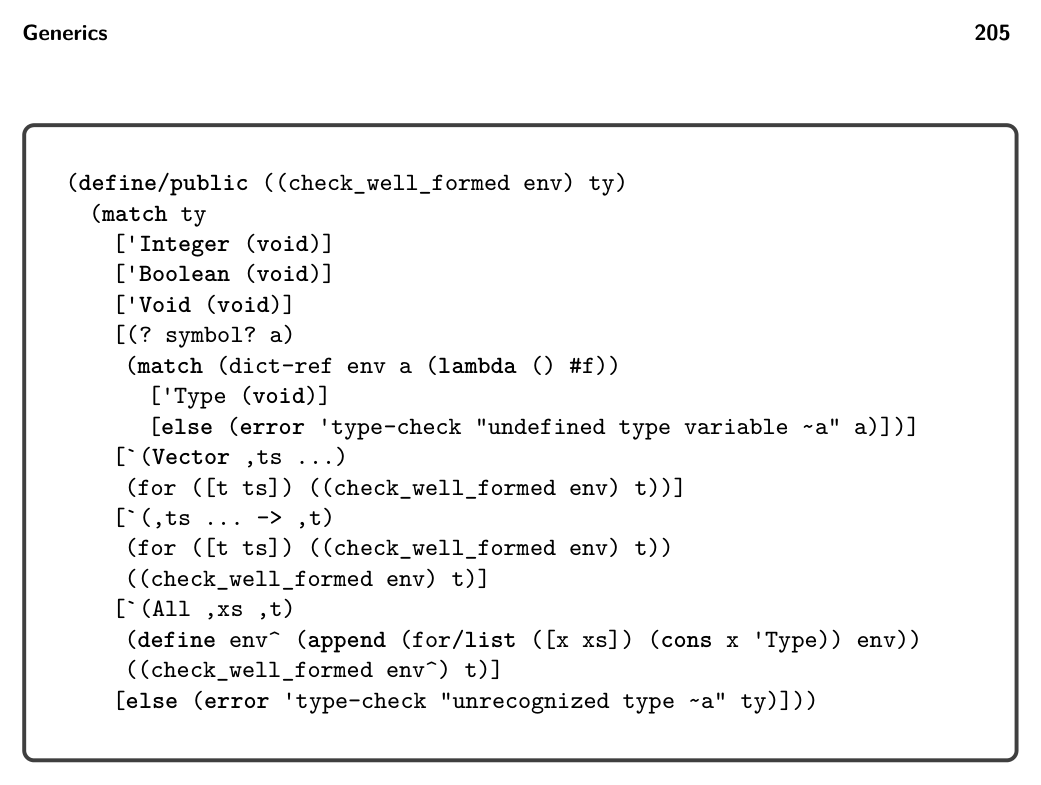 Generics 205
(define/public ((check_well_formed env) ty)
  (match ty
    ['Integer (void)]
    ['Boolean (void)]
    ['Void (void)]
    [(? symbol? a)
     (match (dict-ref env a (lambda () #f))
       ['Type (void)]
       [else (error 'type-check "undefined type variable ~a" a)])]
    [`(Vector ,ts ...)
     (for ([t ts]) ((check_well_formed env) t))]
    [`(,ts ... -> ,t)
     (for ([t ts]) ((check_well_formed env) t))
     ((check_well_formed env) t)]
    [`(All ,xs ,t)
     (define env^ (append (for/list ([x xs]) (cons x 'Type)) env))
     ((check_well_formed env^) t)]
    [else (error 'type-check "unrecognized type ~a" ty)]))